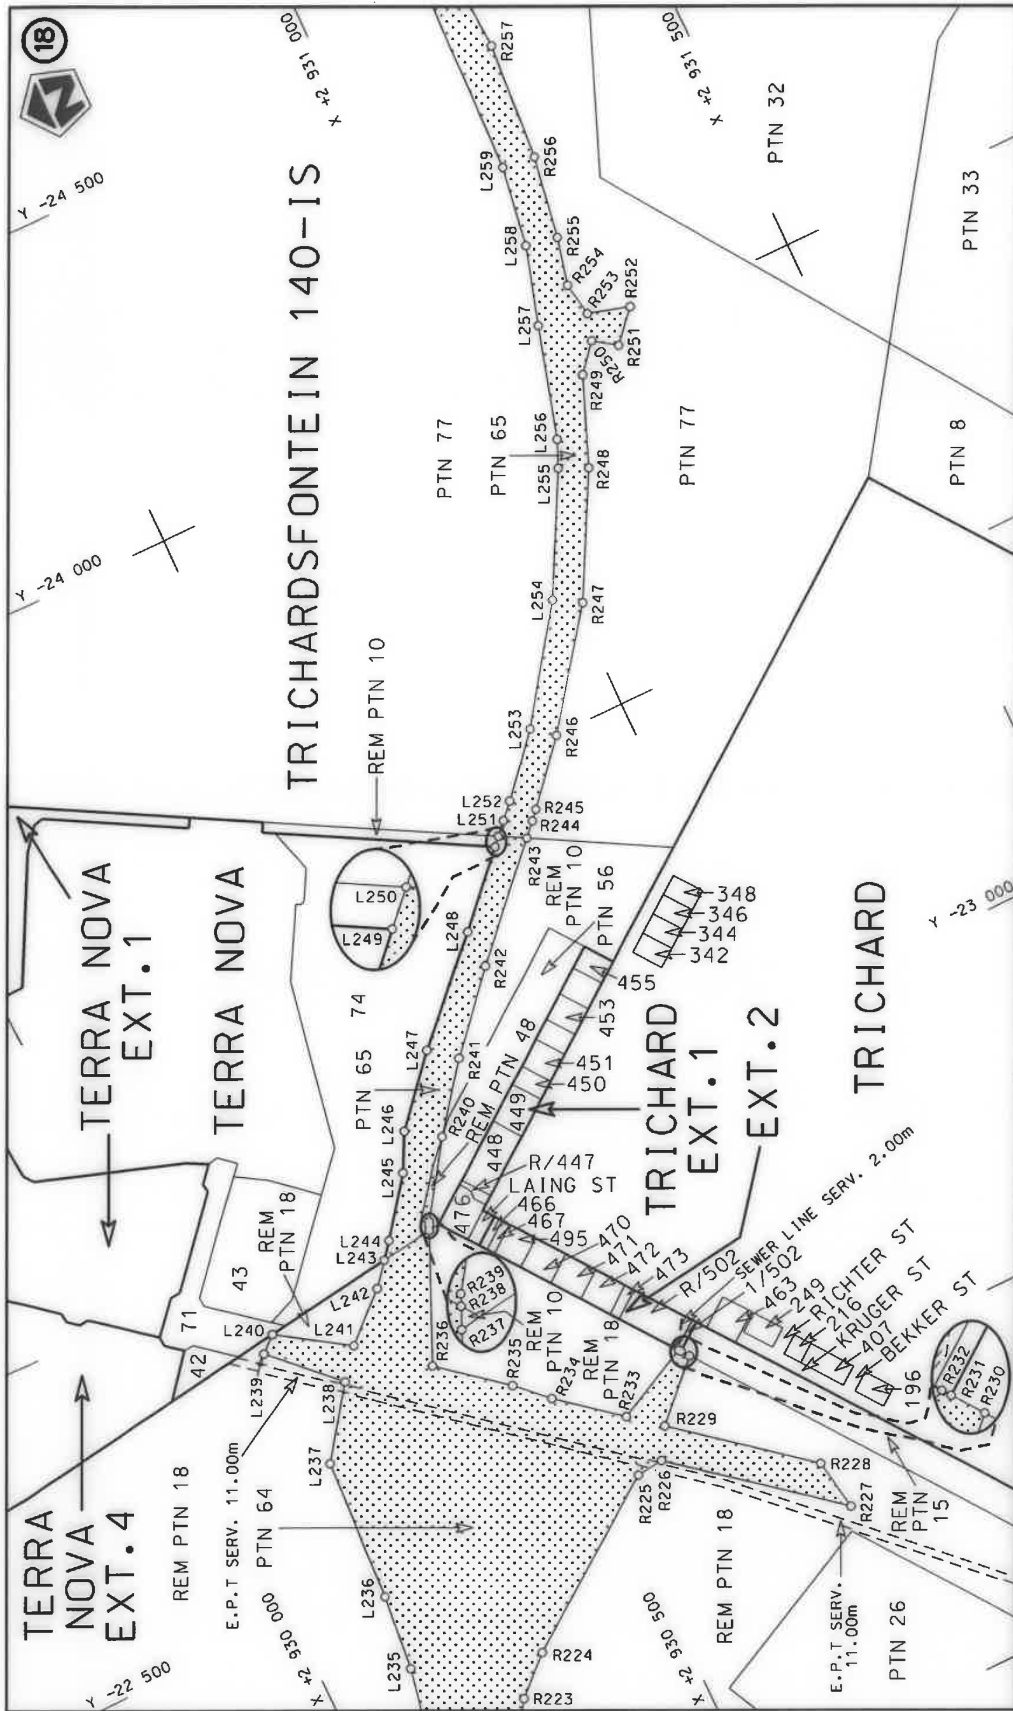 18
N
Y -24 500
X +2 931 000
X +2 931 500
R257
L259
R256
PTN 32
L258
R255
R254
R253
R252
R251
R250
R249
L257
PTN 33
TRICHARDSFONTEIN 140-IS
PTN 77
PTN 65
L256
L255
R248
PTN 77
PTN 8
Y -24 000
L254
R247
REM PTN 10
L253
R246
L252
L251
R245
R244
R243
TERRA NOVA
EXT.1
TERRA NOVA
L250
L249
L248
R242
REM
PTN 10
PTN 56
348
346
344
342
TRICHARD
Y -23 000
74
PTN 65
L247
R241
REM PTN 48
455
453
451
450
449
448
TRICHARD
EXT.1
EXT.2
L246
L245
R240
476
R/447
LAING ST
466
467
495
470
471
472
473
R/502
SEWER LINE SERV. 2.00m
1/502
463
249
RICHTER ST
216
KRUGER ST
407
BEKKER ST
196
L244
L243
L242
L241
L240
REM
PTN 18
43
71
42
R239
R238
R237
R236
REM
PTN 10
REM
PTN 18
R235
R234
R233
R232
R231
R230
R229
L239
L238
L237
R228
R227
R226
R225
REM
PTN
15
TERRA
NOVA
EXT.4
REM PTN 18
E.P.T SERV. 11.00m
PTN 64
L236
X +2 930 000
L235
R224
R223
REM PTN 18
X +2 930 500
E.P.T SERV.
11.00m
PTN 26
Y -22 500